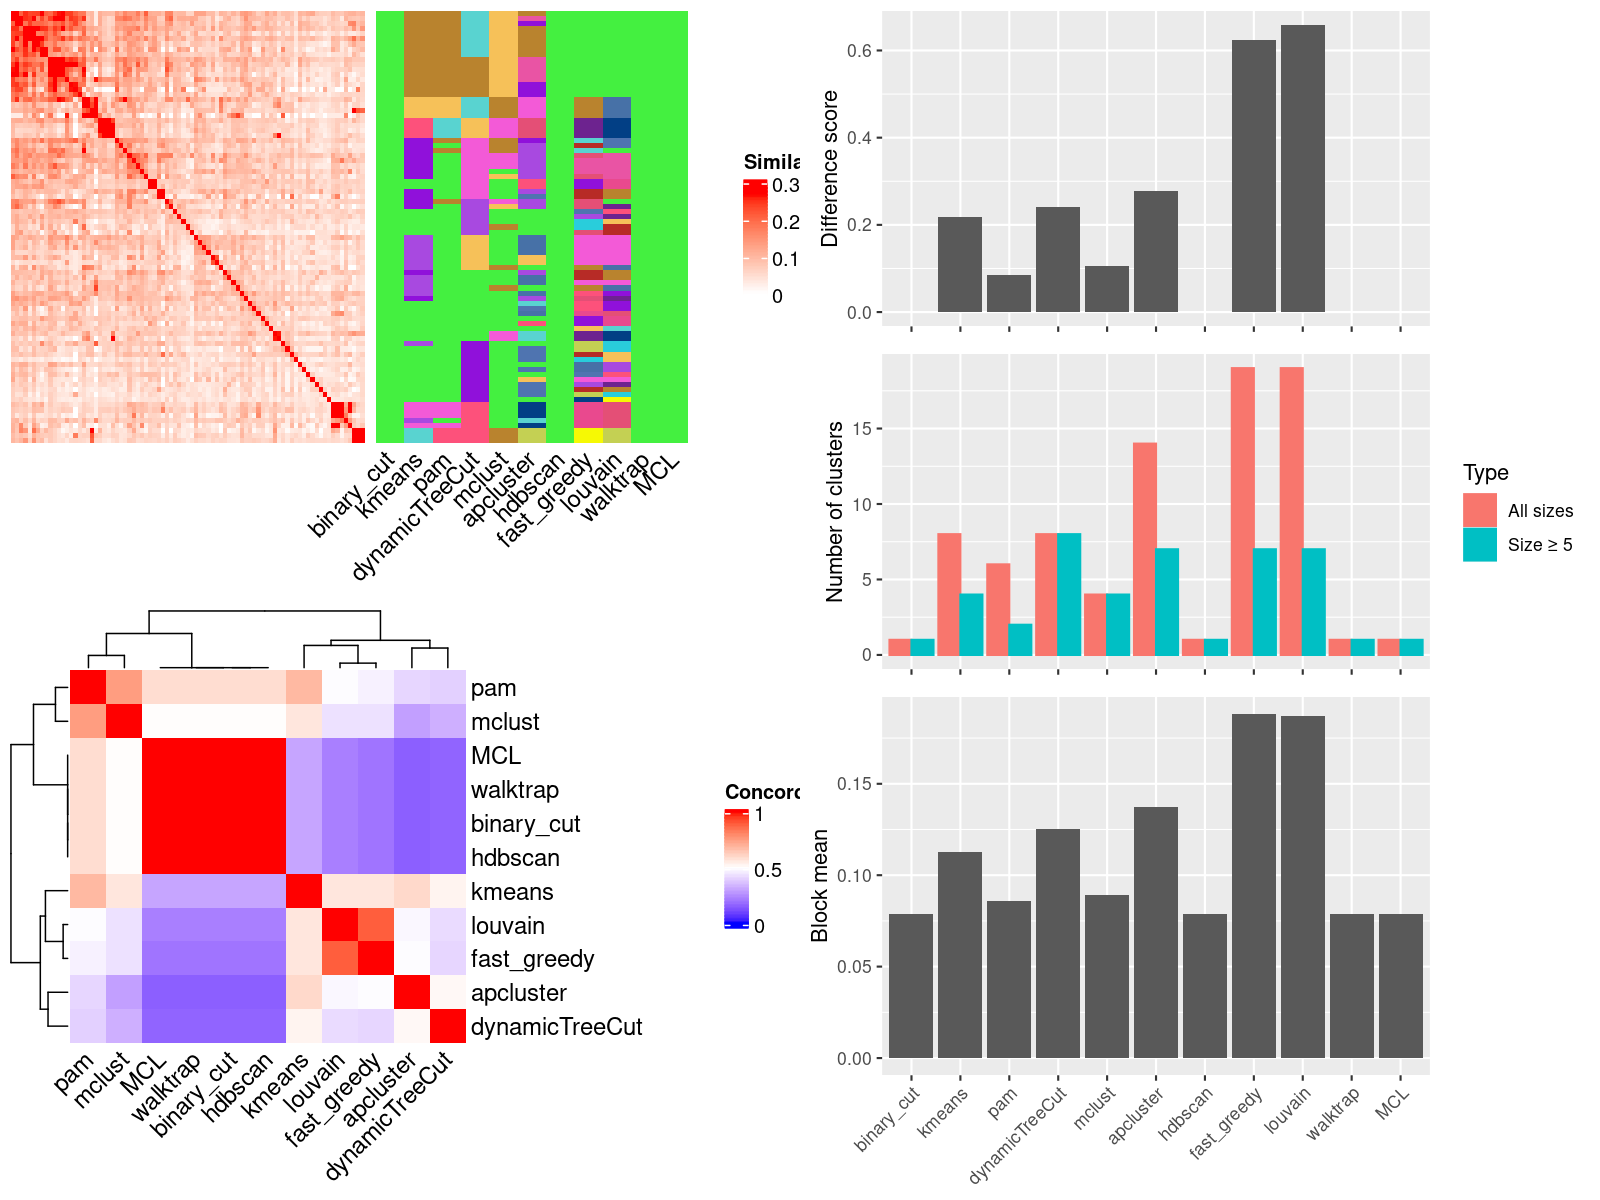 binary_cut
kmeans
pam
dynamicTreeCut
mclust
apcluster
hdbscan
fast_greedy
louvain
walktrap
MCL
Simila
0.3
0.2
0.1
0
Difference score
0.6
0.4
0.2
0.0
Number of clusters
15
10
5
0
Type
All sizes
Size ≥ 5
pam
mclust
MCL
walktrap
binary_cut
hdbscan
kmeans
louvain
fast_greedy
apcluster
dynamicTreeCut
pam
mclust
MCL
walktrap
binary_cut
hdbscan
kmeans
louvain
fast_greedy
apcluster
dynamicTreeCut
Concord
1
0.5
0
Block mean
0.15
0.10
0.05
0.00
binary_cut
kmeans
pam
dynamicTreeCut
mclust
apcluster
hdbscan
fast_greedy
louvain
walktrap
MCL